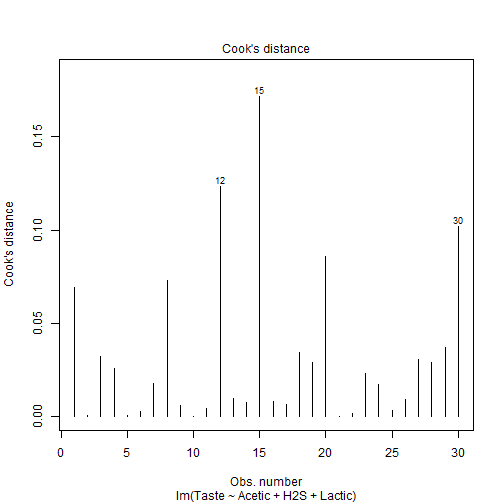 Cook's distance
15
12
30
Cook's distance
0.15
0.10
0.05
0.00
0 5 10 15 20 25 30
Obs. number
lm(Taste ~ Acetic + H2S + Lactic)